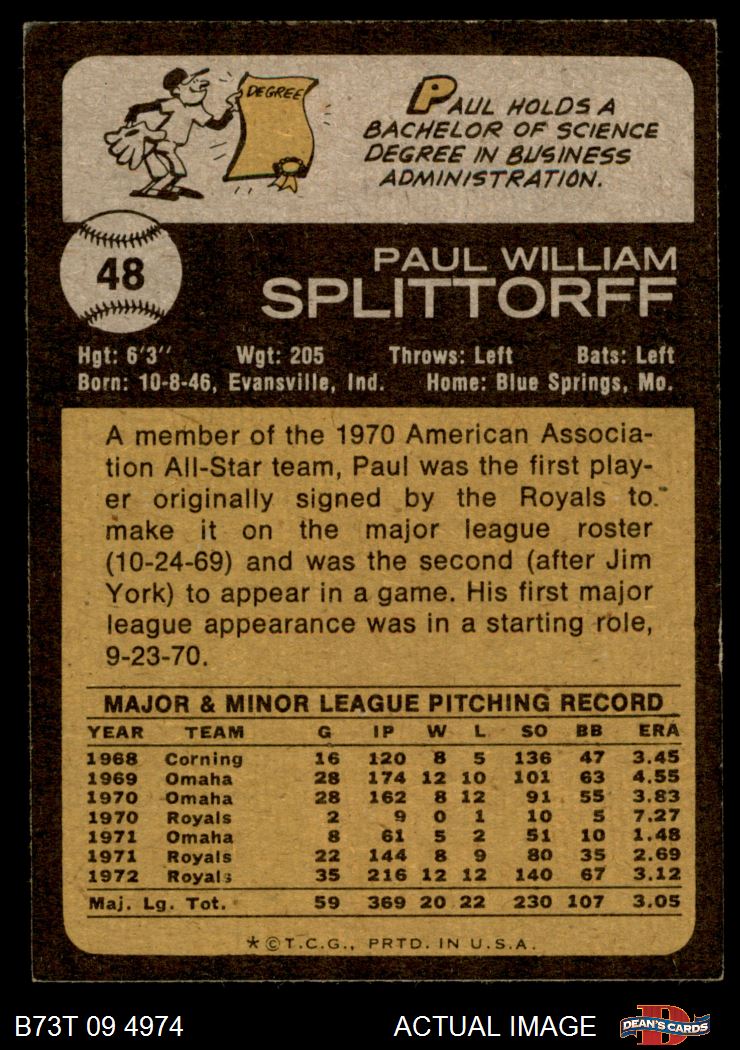 DEGREE
PAUL HOLDS A
BACHELOR OF SCIENCE
DEGREE IN BUSINESS
ADMINISTRATION.
48
PAUL WILLIAM
SPLITTORFF
Hgt: 6'3" Wgt: 205 Throws: Left Bats: Left
Born: 10-8-46, Evansville, Ind. Home: Blue Springs, Mo.
A member of the 1970 American Associa-
tion All-Star team, Paul was the first play-
er originally signed by the Royals to
make it on the major league roster
(10-24-69) and was the second (after Jim
York) to appear in a game. His first major
league appearance was in a starting role,
9-23-70.
MAJOR & MINOR LEAGUE PITCHING RECORD
YEAR TEAM G IP W L SO BB ERA
1968 Corning 16 120 8 5 136 47 3.45
1969 Omaha 28 174 12 10 101 63 4.55
1970 Omaha 28 162 8 12 91 55 3.83
1970 Royals 2 9 0 1 10 5 7.27
1971 Omaha 8 61 5 2 51 10 1.48
1971 Royals 22 144 8 9 80 35 2.69
1972 Royals 35 216 12 12 140 67 3.12
Maj. Lg. Tot. 59 369 20 22 230 107 3.05
*©T.C.G., PRTD. IN U.S.A.
B73T 09 4974 ACTUAL IMAGE D DEAN'S CARDS